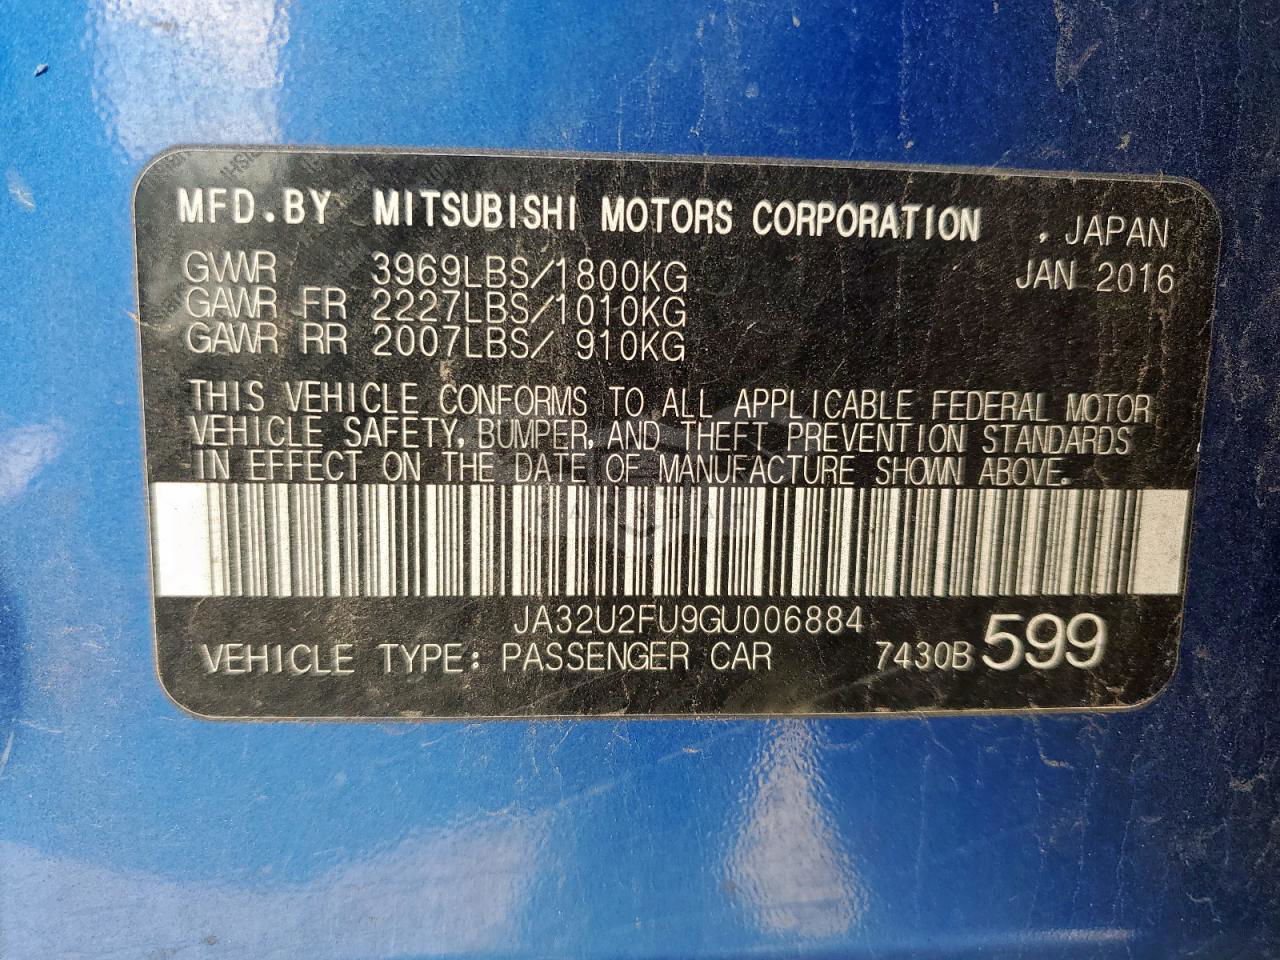 MFD.BY MITSUBISHI MOTORS CORPORATION , JAPAN
GVWR 3969LBS/1800KG JAN 2016
GAWR FR 2227LBS/1010KG
GAWR RR 2007LBS/ 910KG
THIS VEHICLE CONFORMS TO ALL APPLICABLE FEDERAL MOTOR
VEHICLE SAFETY, BUMPER, AND THEFT PREVENTION STANDARDS
IN EFFECT ON THE DATE OF MANUFACTURE SHOWN ABOVE.
JA32U2FU9GU006884
VEHICLE TYPE: PASSENGER CAR 7430B 599